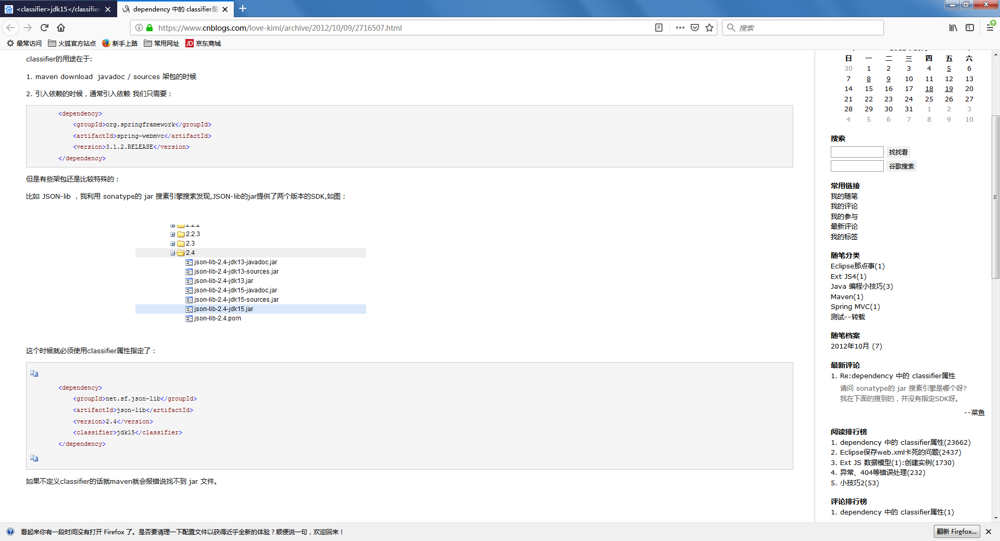 <classifier>jdk15</classifier
dependency 中的 classifier属
https://www.cnblogs.com/love-kimi/archive/2012/10/09/2716507.html
搜索
最常访问
火狐官方站点
新手上路
常用网址
JD 京东商城
classifier的用途在于:
1. maven download  javadoc / sources 架包的时候
2. 引入依赖的时候，通常引入依赖 我们只需要：
<dependency>
<groupId>org.springframework</groupId>
<artifactId>spring-webmvc</artifactId>
<version>3.1.2.RELEASE</version>
</dependency>
但是有些架包还是比较特殊的：
比如 JSON-lib ，我利用 sonatype的 jar 搜素引擎搜索发现,JSON-lib的jar提供了两个版本的SDK,如图：
2.2.2
2.2.3
2.3
2.4
json-lib-2.4-jdk13-javadoc.jar
json-lib-2.4-jdk13-sources.jar
json-lib-2.4-jdk13.jar
json-lib-2.4-jdk15-javadoc.jar
json-lib-2.4-jdk15-sources.jar
json-lib-2.4-jdk15.jar
json-lib-2.4.pom
这个时候就必须使用classifier属性指定了：
<dependency>
<groupId>net.sf.json-lib</groupId>
<artifactId>json-lib</artifactId>
<version>2.4</version>
<classifier>jdk15</classifier>
</dependency>
如果不定义classifier的话就maven就会报错说找不到 jar 文件。
日 一 二 三 四 五 六
30 1 2 3 4 5 6
7 8 9 10 11 12 13
14 15 16 17 18 19 20
21 22 23 24 25 26 27
28 29 30 31 1 2 3
4 5 6 7 8 9 10
搜索
找找看
谷歌搜索
常用链接
我的随笔
我的评论
我的参与
最新评论
我的标签
随笔分类
Eclipse那点事(1)
Ext JS4(1)
Java 编程小技巧(3)
Maven(1)
Spring MVC(1)
测试--转载
随笔档案
2012年10月 (7)
最新评论
1. Re:dependency 中的 classifier属性
请问 sonatype的 jar 搜素引擎是哪个呀?
我在下面的搜到的，并没有指定SDK呀。
--菜鱼
阅读排行榜
1. dependency 中的 classifier属性(23662)
2. Eclipse保存web.xml卡死的问题(2437)
3. Ext JS 数据模型(1):创建实例(1730)
4. 异常、404等错误处理(232)
5. 小技巧2(53)
评论排行榜
1. dependency 中的 classifier属性(1)
看起来你有一段时间没有打开 Firefox 了。是否要清理一下配置文件以获得近乎全新的体验？顺便说一句，欢迎回来！
翻新 Firefox...